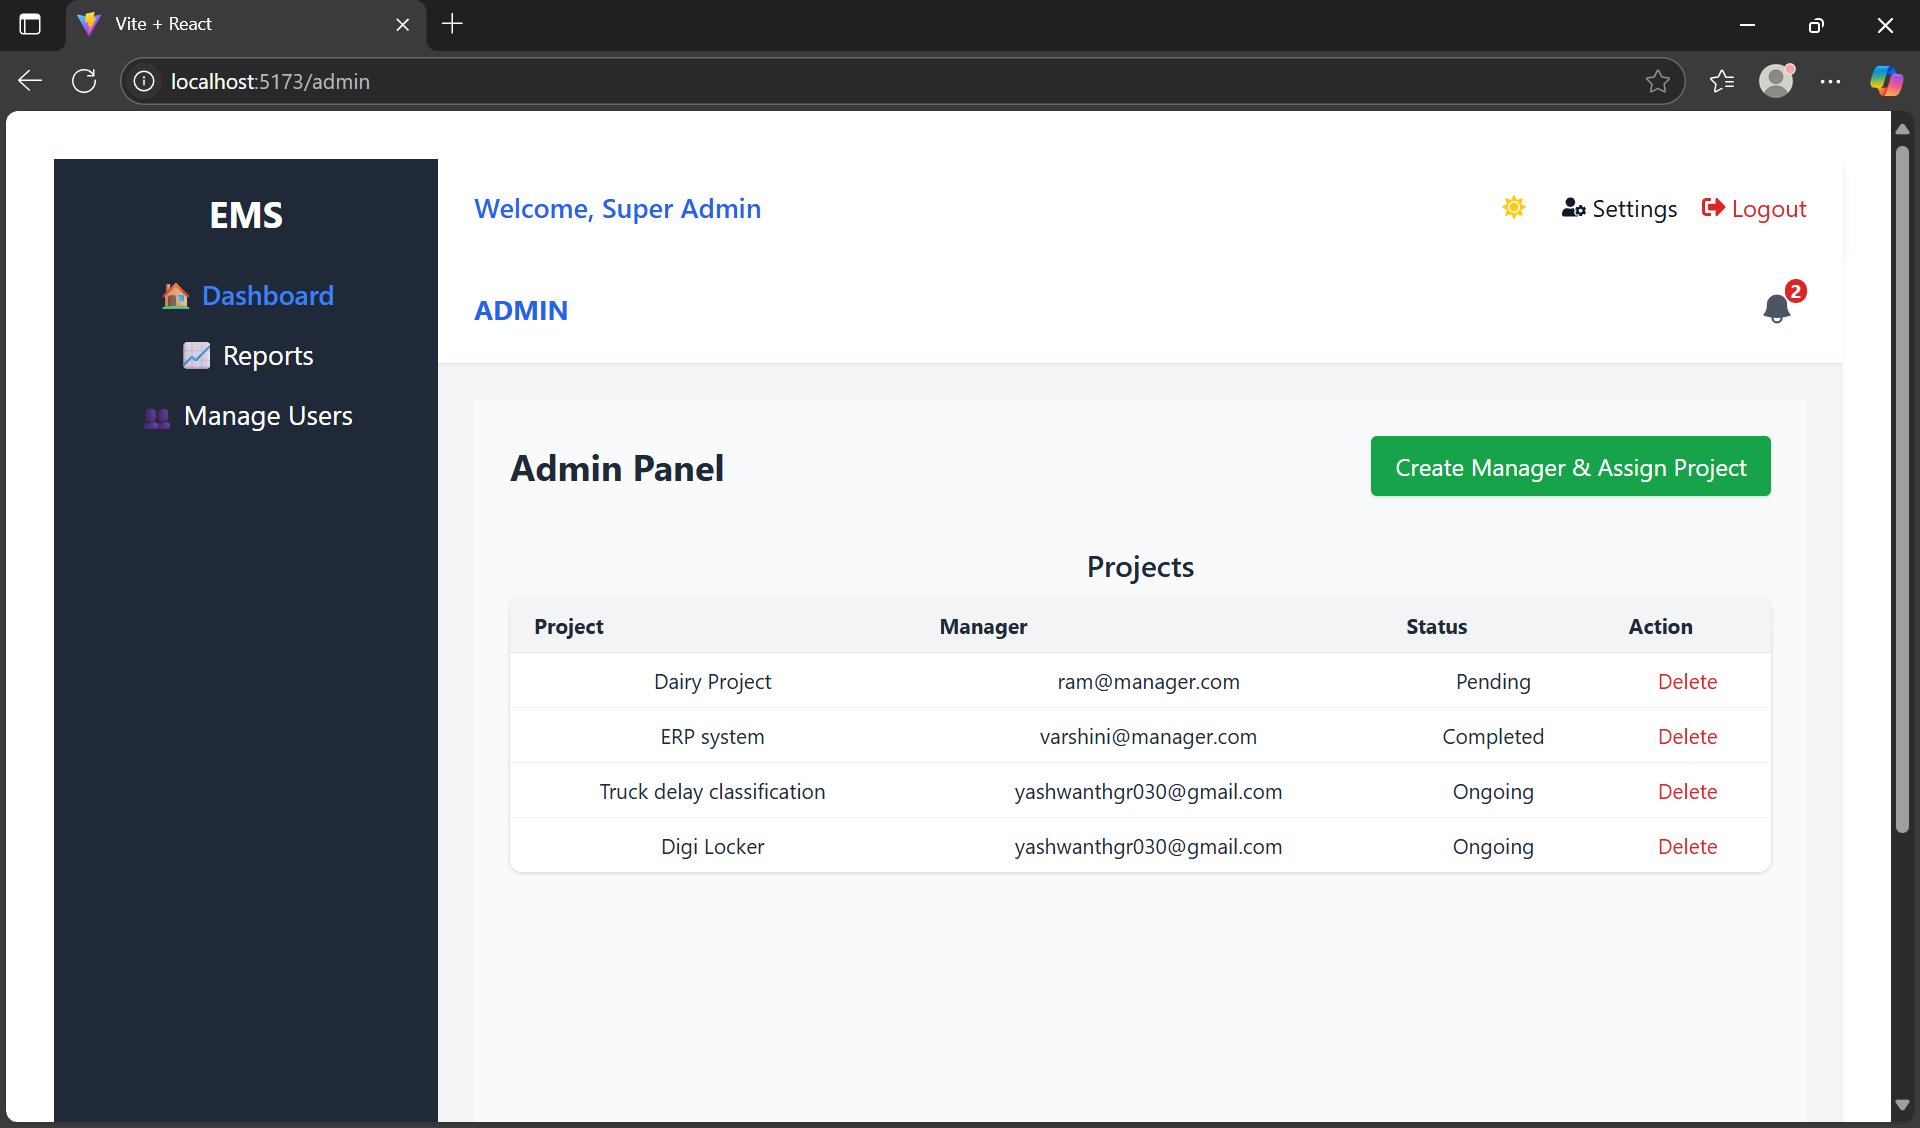 Vite + React
localhost:5173/admin
EMS
Dashboard
Reports
Manage Users
Welcome, Super Admin
Settings
Logout
ADMIN
2
Admin Panel
Create Manager & Assign Project
Projects
Project Manager Status Action
Dairy Project ram@manager.com Pending Delete
ERP system varshini@manager.com Completed Delete
Truck delay classification yashwanthgr030@gmail.com Ongoing Delete
Digi Locker yashwanthgr030@gmail.com Ongoing Delete